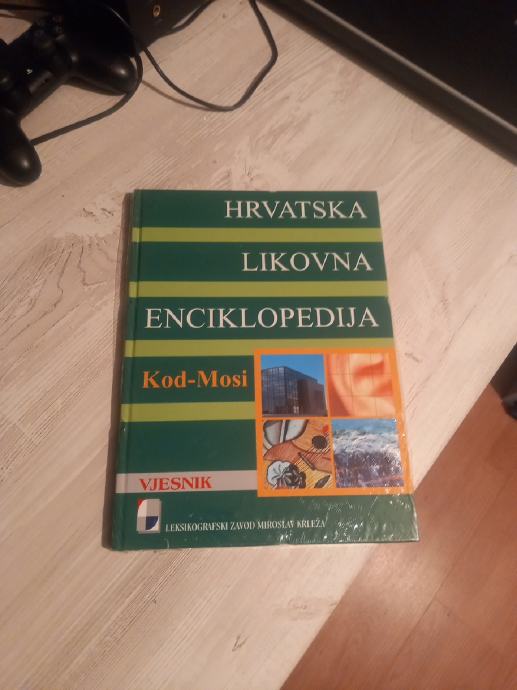 HRVATSKA
LIKOVNA
ENCIKLOPEDIJA
Kod-Mosi
VJESNIK
LEKSIKOGRAFSKI ZAVOD MIROSLAV KRLEŽA